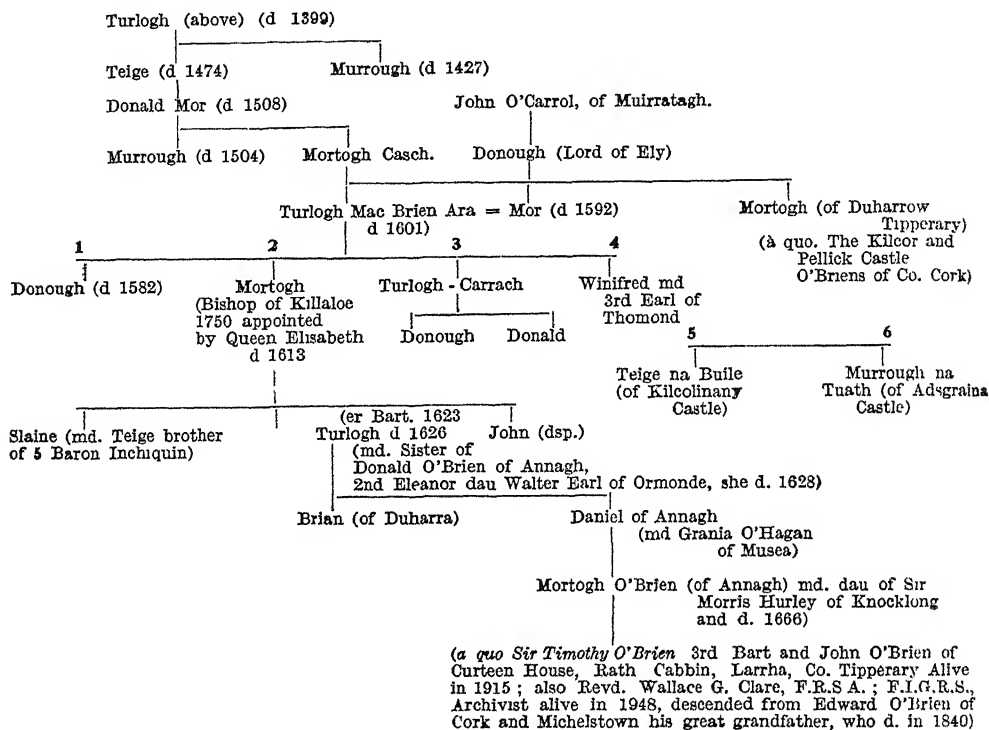 Turlogh (above) (d 1399)
Teige (d 1474)
Murrough (d 1427)
Donald Mor (d 1508)
John O'Carrol, of Muirratagh.
Murrough (d 1504)
Mortogh Casch.
Donough (Lord of Ely)
Turlogh Mac Brien Ara = Mor (d 1592)
d 1601)
Mortogh (of Duharrow
Tipperary)
(à quo. The Kilcor and
Pellick Castle
O'Briens of Co. Cork)
1
2
3
4
Donough (d 1582)
Mortogh
(Bishop of Killaloe
1750 appointed
by Queen Elisabeth
d 1613
Turlogh - Carrach
Winifred md
3rd Earl of
Thomond
Donough
Donald
5
6
Teige na Buile
(of Kilcolinany
Castle)
Murrough na
Tuath (of Adsgraina
Castle)
Slaine (md. Teige brother
of 5 Baron Inchiquin)
(er Bart. 1623
Turlogh d 1626
John (dsp.)
(md. Sister of
Donald O'Brien of Annagh,
2nd Eleanor dau Walter Earl of Ormonde, she d. 1628)
Brian (of Duharra)
Daniel of Annagh
(md Grania O'Hagan
of Musea)
Mortogh O'Brien (of Annagh) md. dau of Sir
Morris Hurley of Knocklong
and d. 1666)
(a quo Sir Timothy O'Brien 3rd Bart and John O'Brien of
Curteen House, Rath Cabbin, Larrha, Co. Tipperary Alive
in 1915 ; also Revd. Wallace G. Clare, F.R.S A. ; F.I.G.R.S.,
Archivist alive in 1948, descended from Edward O'Brien of
Cork and Michelstown his great grandfather, who d. in 1840)